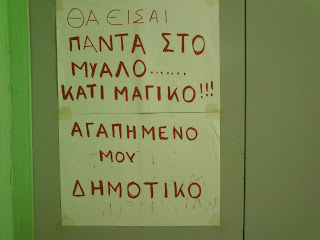 ΘΑ ΕΙΣΑΙ
ΠΑΝΤΑ ΣΤΟ
ΜΥΑΛΟ.......
ΚΑΤΙ ΜΑΓΙΚΟ!!!
ΑΓΑΠΗΜΕΝΟ
ΜΟΥ
ΔΗΜΟΤΙΚΟ